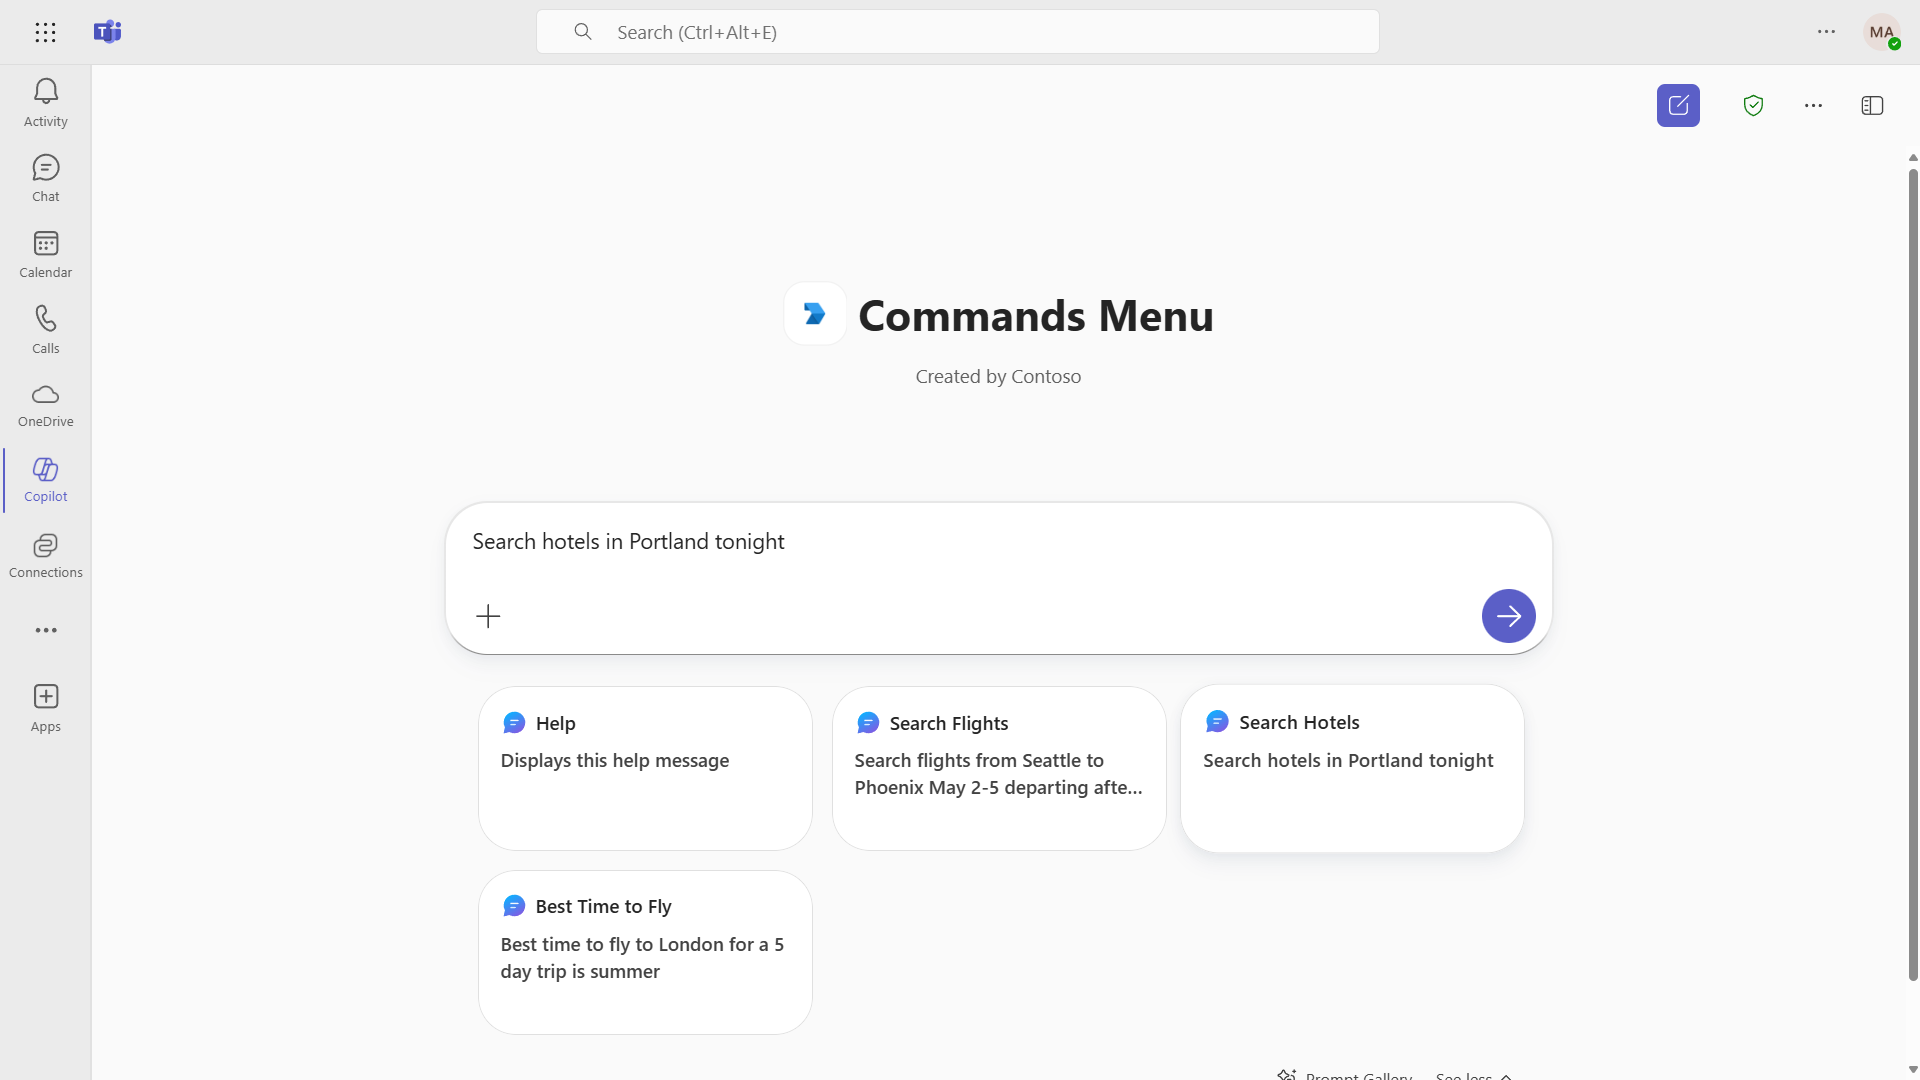 Search (Ctrl+Alt+E)
MA
Activity
Chat
Calendar
Calls
OneDrive
Copilot
Connections
Apps
Commands Menu
Created by Contoso
Search hotels in Portland tonight
Help
Displays this help message
Search Flights
Search flights from Seattle to
Phoenix May 2-5 departing afte...
Search Hotels
Search hotels in Portland tonight
Best Time to Fly
Best time to fly to London for a 5
day trip is summer
Prompt Gallery
See less